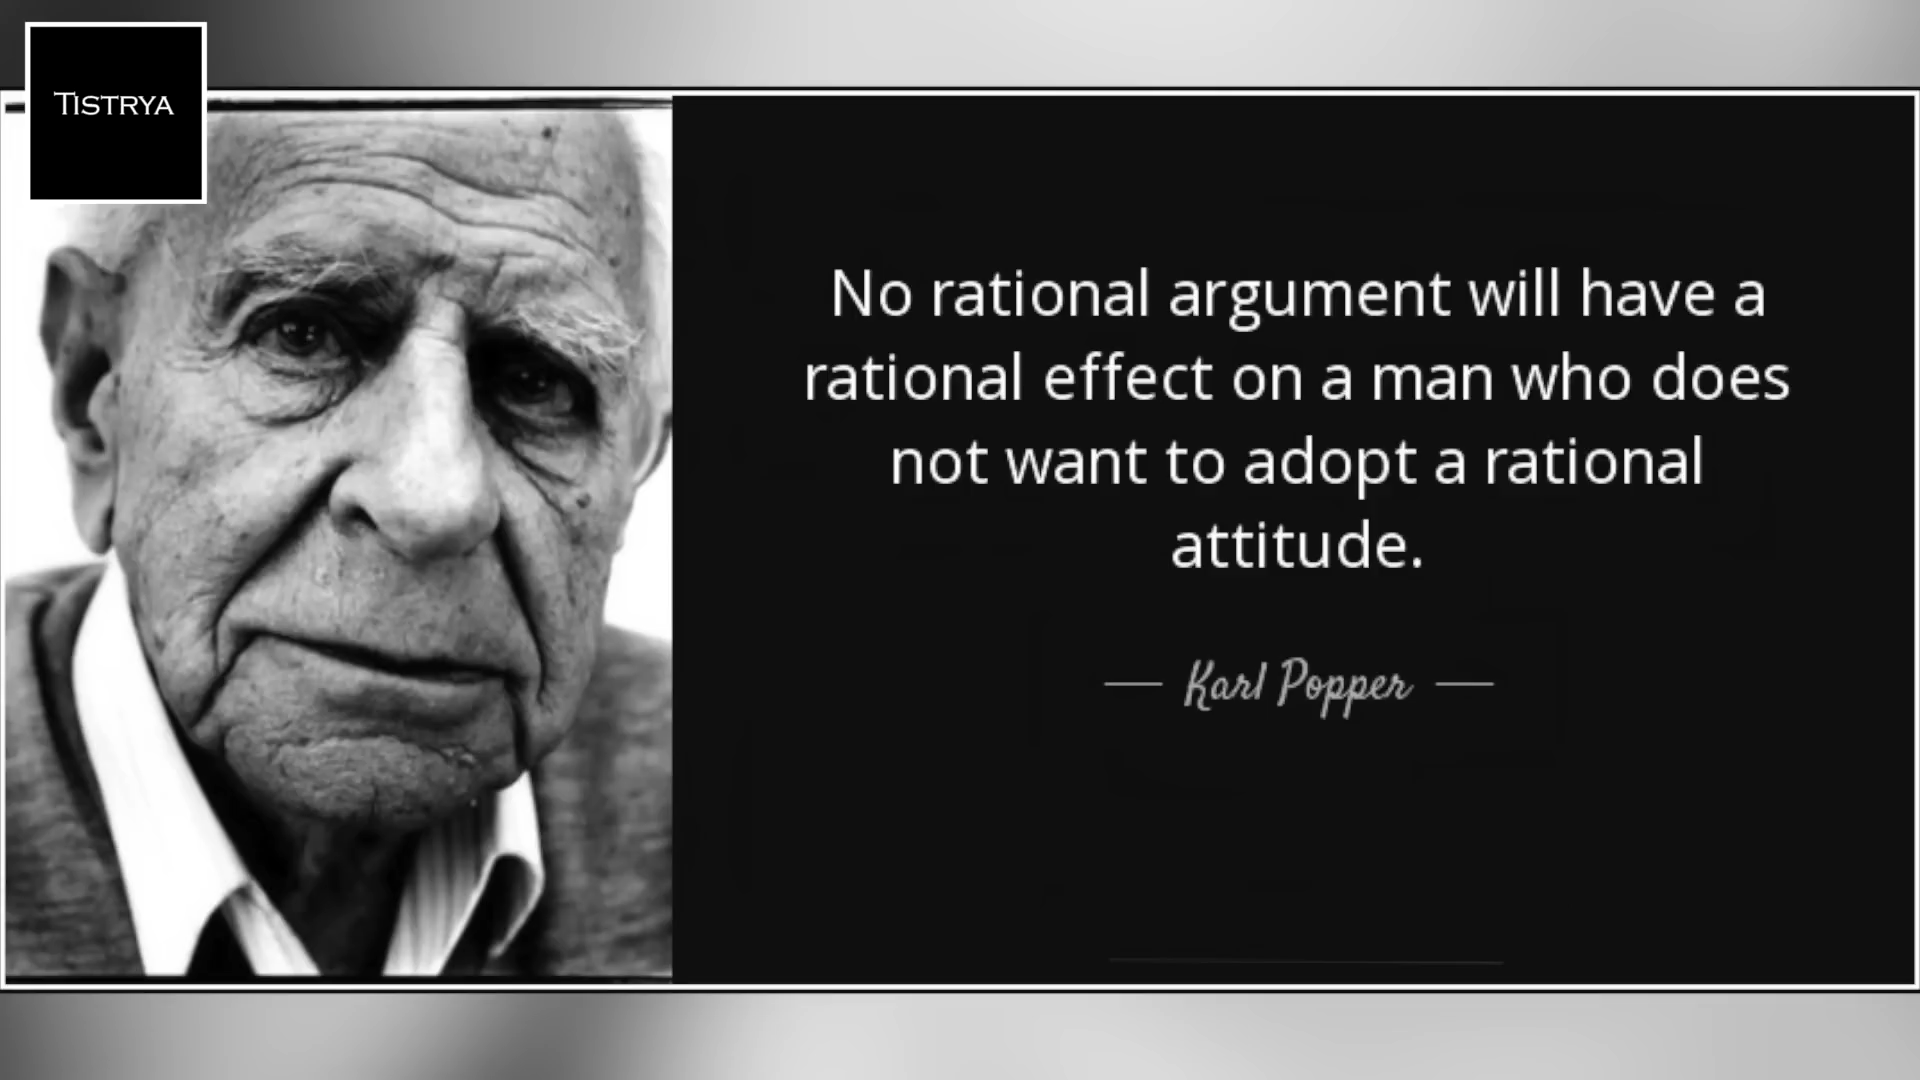 TISTRYA
No rational argument will have a
rational effect on a man who does
not want to adopt a rational
attitude.
Karl Popper